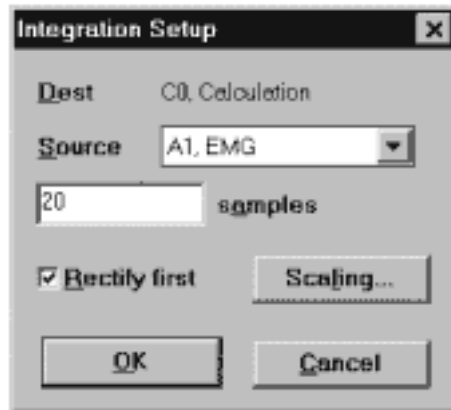 Integration Setup
Dest C0, Calculation
Source A1, EMG
20 samples
Rectify first Scaling...
OK Cancel